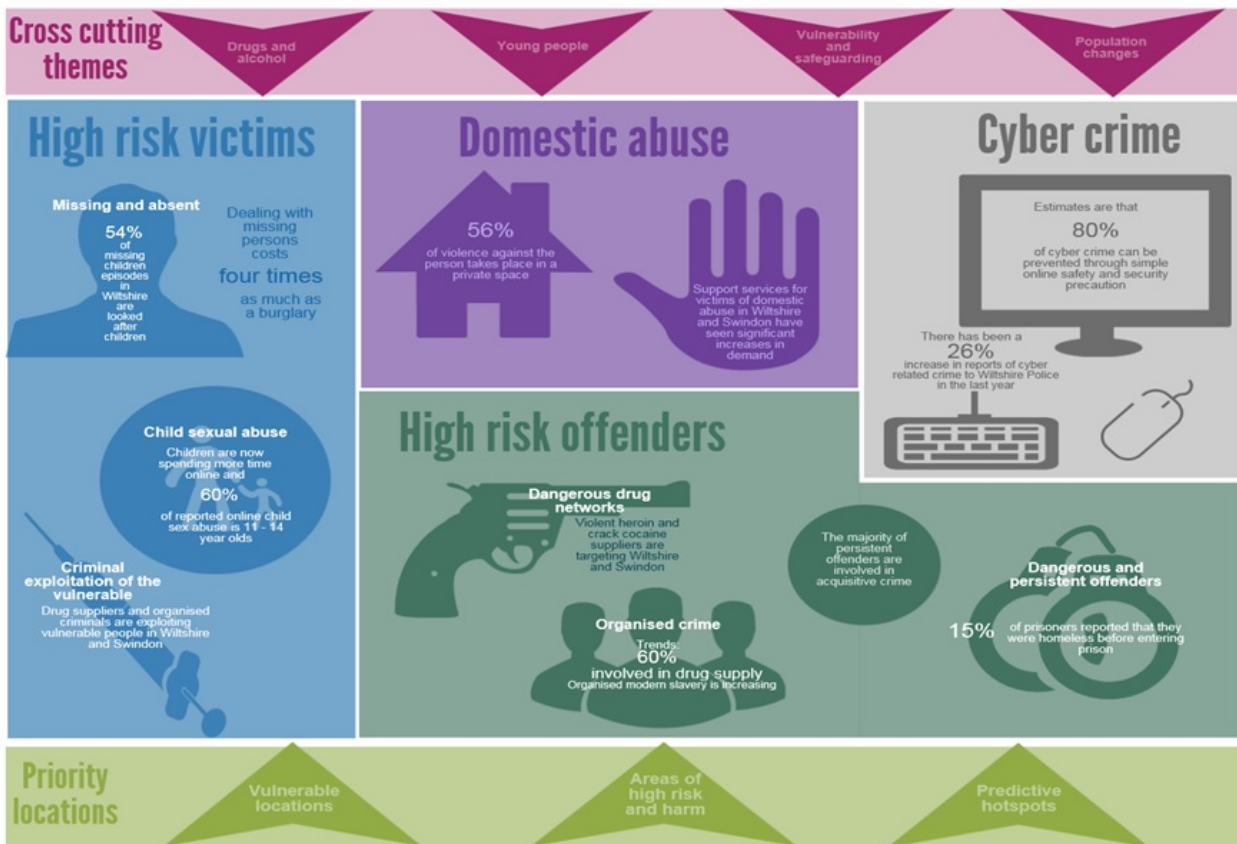 Cross cutting
themes
Drugs and
alcohol
Young people
Vulnerability
and
safeguarding
Population
changes
High risk victims
Missing and absent
54%
of
missing
children
episodes
in
Wiltshire
are
looked
after
children
Dealing with
missing
persons
costs
four times
as much as
a burglary
Child sexual abuse
Children are now
spending more time
online and
60%
of reported online child
sex abuse is 11 - 14
year olds
Criminal
exploitation of the
vulnerable
Drug suppliers and organised
criminals are exploiting
vulnerable people in Wiltshire
and Swindon
Domestic abuse
56%
of violence against the
person takes place in a
private space
Support services for
victims of domestic
abuse in Wiltshire
and Swindon have
seen significant
increases in
demand
Cyber crime
Estimates are that
80%
of cyber crime can be
prevented through simple
online safety and security
precaution
There has been a
26%
increase in reports of cyber
related crime to Wiltshire Police
in the last year
High risk offenders
Dangerous drug
networks
Violent heroin and
crack cocaine
suppliers are
targeting Wiltshire
and Swindon
Organised crime
Trends:
60%
involved in drug supply
Organised modern slavery is increasing
The majority of
persistent
offenders are
involved in
acquisitive crime
Dangerous and
persistent offenders
15%
of prisoners reported that they
were homeless before entering
prison
Priority
locations
Vulnerable
locations
Areas of
high risk
and harm
Predictive
hotspots